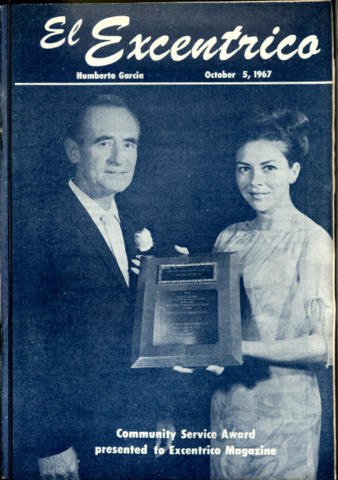 El Excentrico
Humberto Garcia October 5, 1967
Community Service Award
presented to Excentrico Magazine